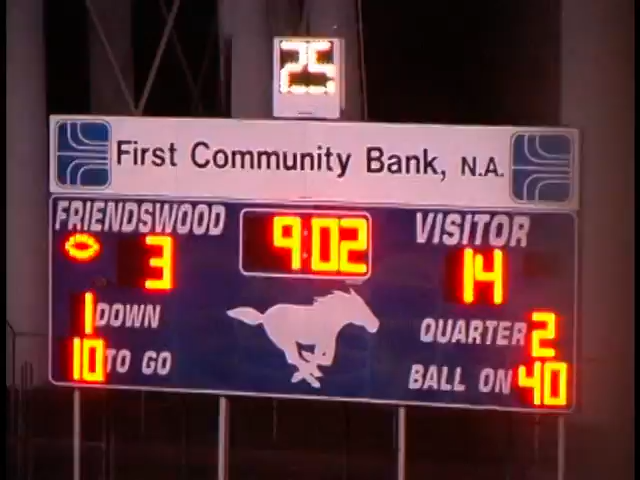 25
First Community Bank, N.A.
FRIENDSWOOD 9:02 VISITOR
3 14
1 DOWN QUARTER 2
10 TO GO BALL ON 40